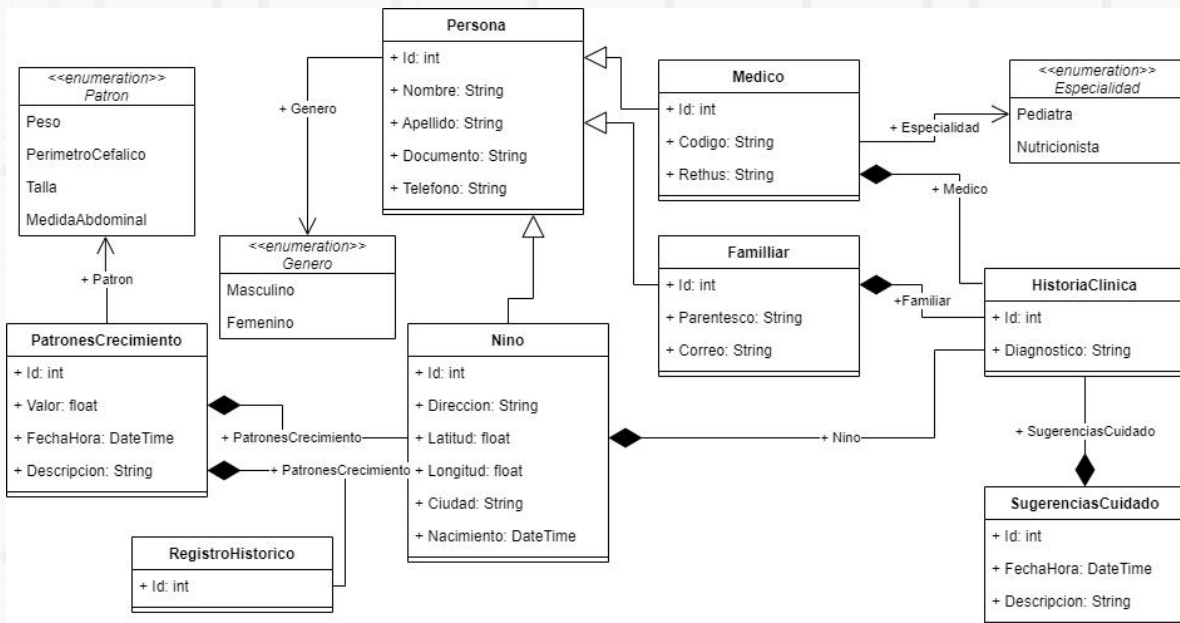 Persona
+ Id: int
+ Nombre: String
+ Apellido: String
+ Documento: String
+ Telefono: String
+ Genero
<<enumeration>>
Genero
Masculino
Femenino
<<enumeration>>
Patron
Peso
PerimetroCefalico
Talla
MedidaAbdominal
+ Patron
Medico
+ Id: int
+ Codigo: String
+ Rethus: String
+ Especialidad
<<enumeration>>
Especialidad
Pediatra
Nutricionista
+ Medico
Familliar
+ Id: int
+ Parentesco: String
+ Correo: String
+Familiar
HistoriaClinica
+ Id: int
+ Diagnostico: String
PatronesCrecimiento
+ Id: int
+ Valor: float
+ FechaHora: DateTime
+ Descripcion: String
+ PatronesCrecimiento
+ PatronesCrecimiento
Nino
+ Id: int
+ Direccion: String
+ Latitud: float
+ Longitud: float
+ Ciudad: String
+ Nacimiento: DateTime
+ Nino
+ SugerenciasCuidado
SugerenciasCuidado
+ Id: int
+ FechaHora: DateTime
+ Descripcion: String
RegistroHistorico
+ Id: int